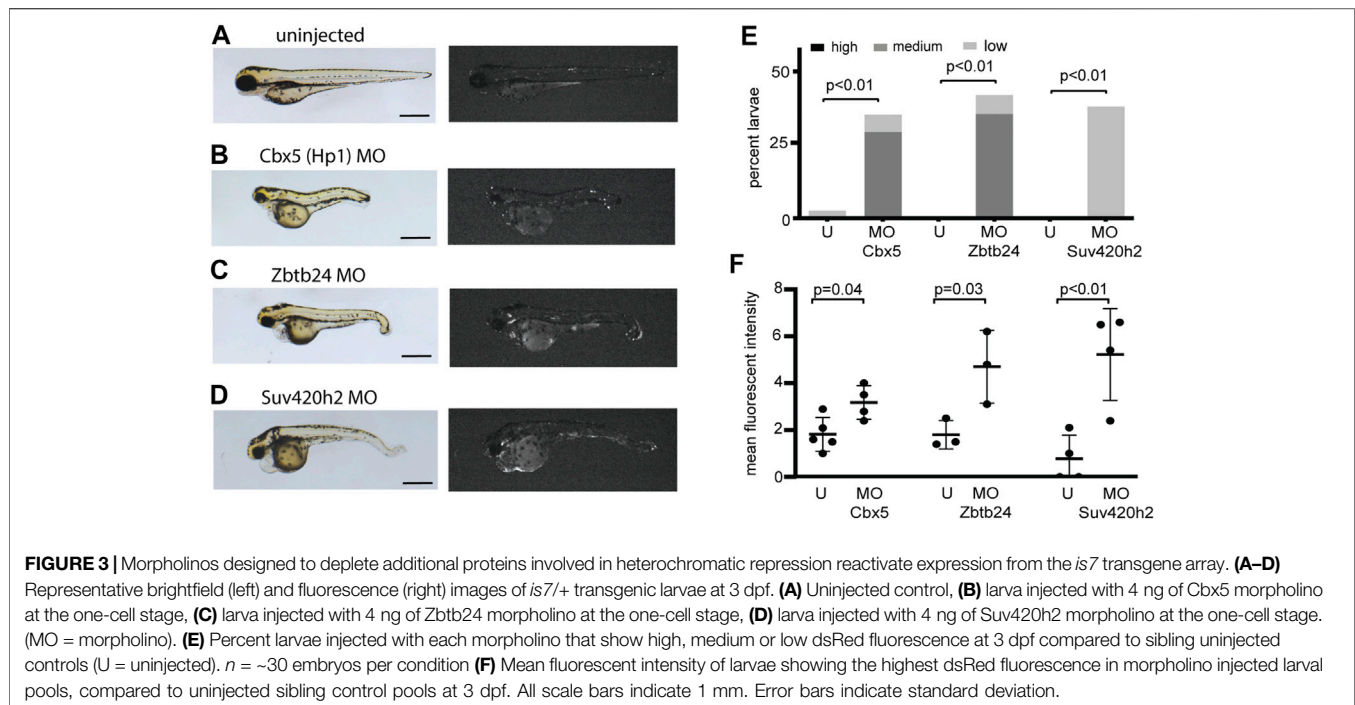 A
uninjected
B
Cbx5 (Hp1) MO
C
Zbtb24 MO
D
Suv420h2 MO
E
high medium low
percent larvae
50
25
0
p<0.01
p<0.01
p<0.01
U MO U MO U MO
Cbx5 Zbtb24 Suv420h2
F
mean fluorescent intensity
8
6
4
2
0
p=0.04
p=0.03
p<0.01
U MO U MO U MO
Cbx5 Zbtb24 Suv420h2
FIGURE 3 | Morpholinos designed to deplete additional proteins involved in heterochromatic repression reactivate expression from the is7 transgene array. (A–D)
Representative brightfield (left) and fluorescence (right) images of is7/+ transgenic larvae at 3 dpf. (A) Uninjected control, (B) larva injected with 4 ng of Cbx5 morpholino
at the one-cell stage, (C) larva injected with 4 ng of Zbtb24 morpholino at the one-cell stage, (D) larva injected with 4 ng of Suv420h2 morpholino at the one-cell stage.
(MO = morpholino). (E) Percent larvae injected with each morpholino that show high, medium or low dsRed fluorescence at 3 dpf compared to sibling uninjected
controls (U = uninjected). n = ~30 embryos per condition (F) Mean fluorescent intensity of larvae showing the highest dsRed fluorescence in morpholino injected larval
pools, compared to uninjected sibling control pools at 3 dpf. All scale bars indicate 1 mm. Error bars indicate standard deviation.